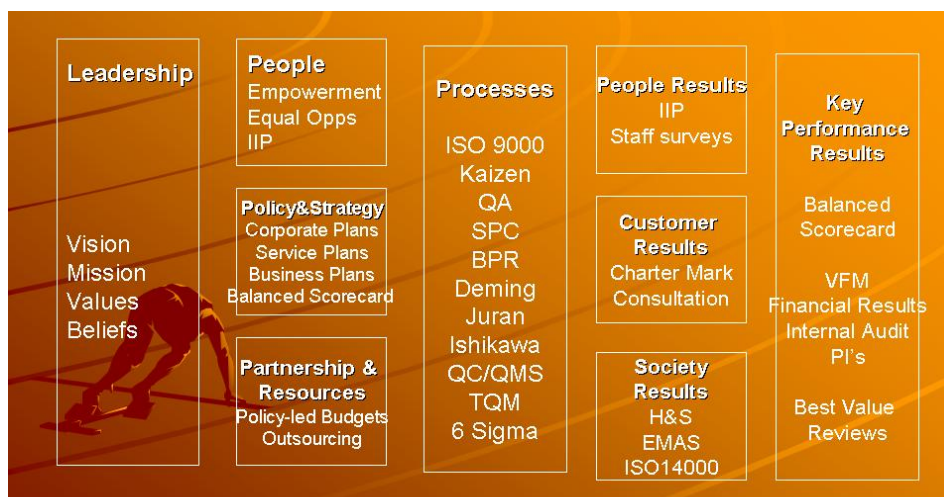 Leadership
Vision
Mission
Values
Beliefs
People
Empowerment
Equal Opps
IIP
Policy&Strategy
Corporate Plans
Service Plans
Business Plans
Balanced Scorecard
Partnership &
Resources
Policy-led Budgets
Outsourcing
Processes
ISO 9000
Kaizen
QA
SPC
BPR
Deming
Juran
Ishikawa
QC/QMS
TQM
6 Sigma
People Results
IIP
Staff surveys
Customer
Results
Charter Mark
Consultation
Society
Results
H&S
EMAS
ISO14000
Key
Performance
Results
Balanced
Scorecard
VFM
Financial Results
Internal Audit
PI's
Best Value
Reviews